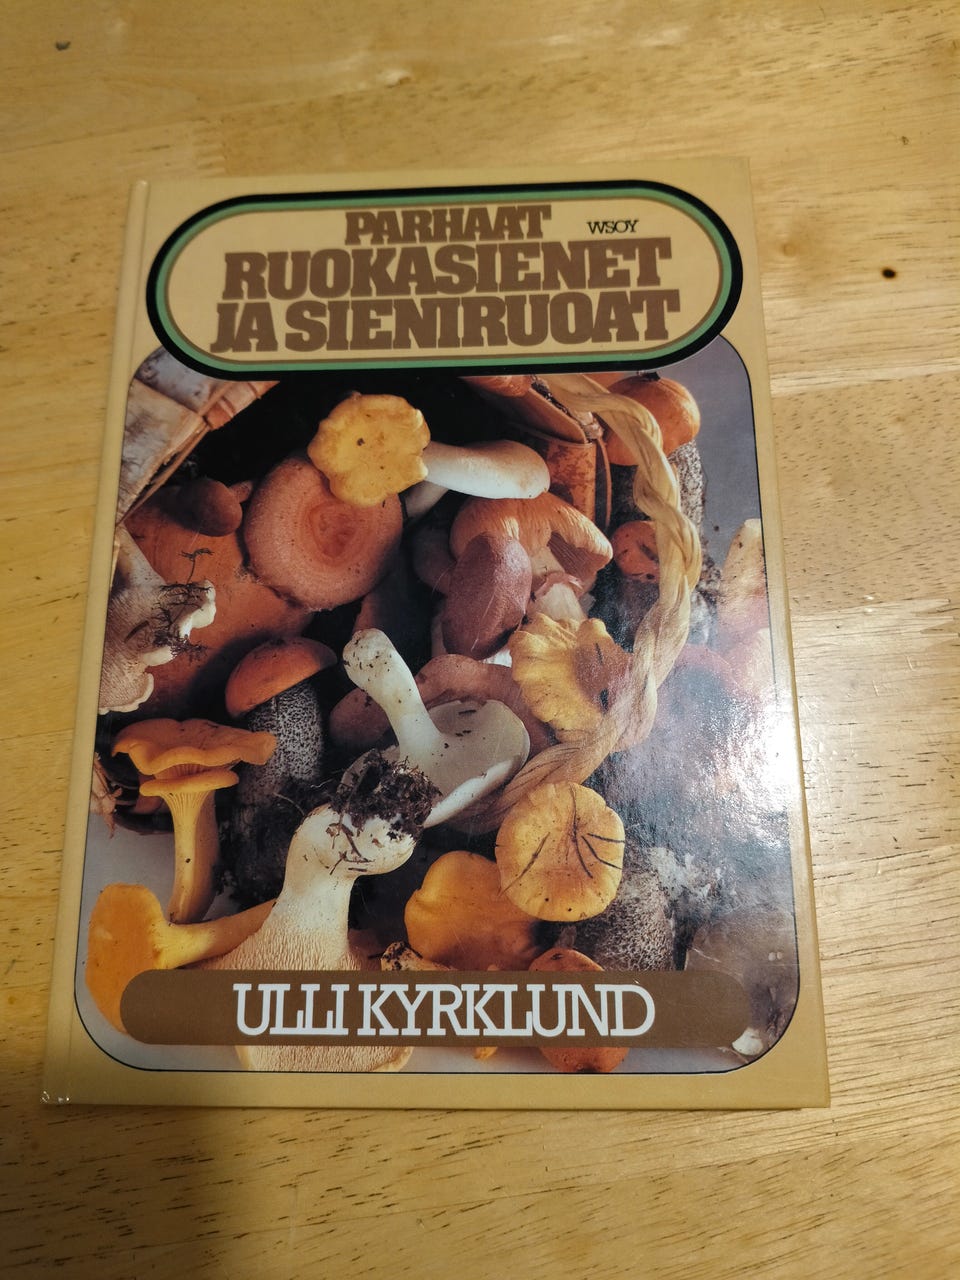 PARHAAT
WSOY
RUOKASIENET
JA SIENIRUOAT
ULLI KYRKLUND